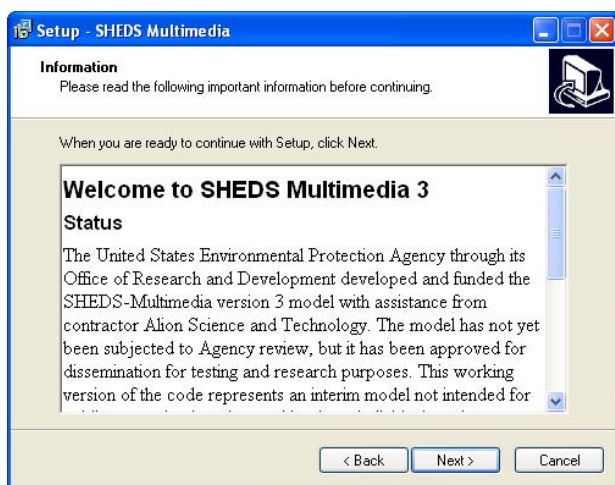 Setup - SHEDS Multimedia
Information
Please read the following important information before continuing.
When you are ready to continue with Setup, click Next.
Welcome to SHEDS Multimedia 3
Status
The United States Environmental Protection Agency through its
Office of Research and Development developed and funded the
SHEDS-Multimedia version 3 model with assistance from
contractor Alion Science and Technology. The model has not yet
been subjected to Agency review, but it has been approved for
dissemination for testing and research purposes. This working
version of the code represents an interim model not intended for
< Back
Next >
Cancel